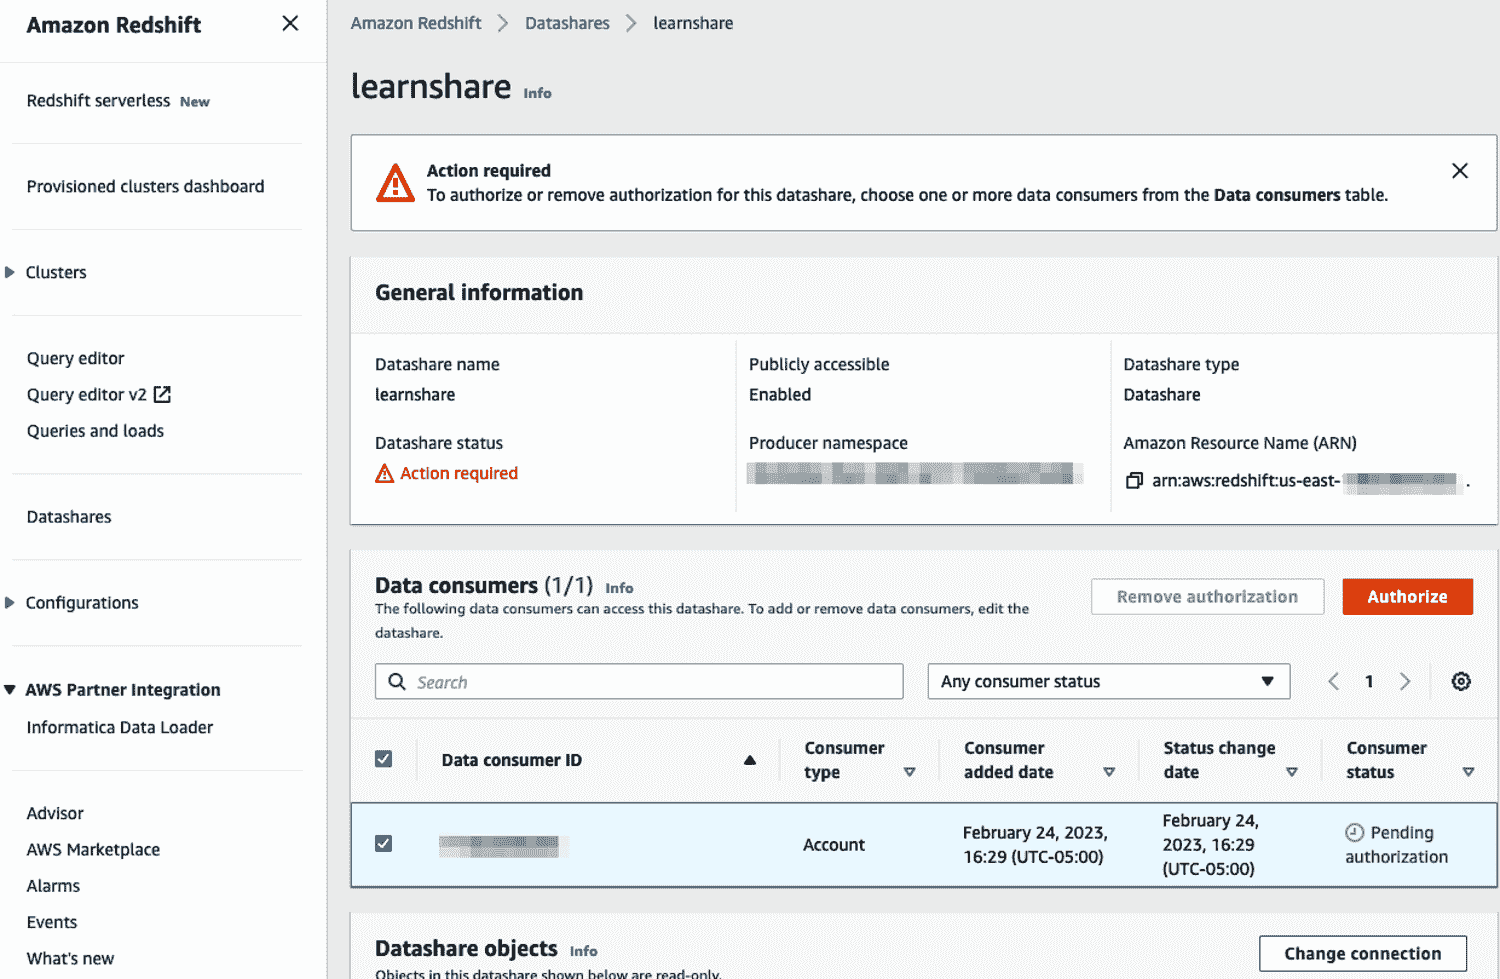 Amazon Redshift
Redshift serverless New
Provisioned clusters dashboard
Clusters
Query editor
Query editor v2
Queries and loads
Datashares
Configurations
AWS Partner Integration
Informatica Data Loader
Advisor
AWS Marketplace
Alarms
Events
What's new
Amazon Redshift > Datashares > learnshare
learnshare Info
Action required
To authorize or remove authorization for this datashare, choose one or more data consumers from the Data consumers table.
General information
Datashare name
learnshare
Datashare status
Action required
Publicly accessible
Enabled
Producer namespace
Datashare type
Datashare
Amazon Resource Name (ARN)
arn:aws:redshift:us-east-
Data consumers (1/1) Info
The following data consumers can access this datashare. To add or remove data consumers, edit the
datashare.
Remove authorization
Authorize
Search
Any consumer status
1
Data consumer ID
Consumer
type
Consumer
added date
Status change
date
Consumer
status
Account
February 24, 2023,
16:29 (UTC-05:00)
February 24,
2023, 16:29
(UTC-05:00)
Pending
authorization
Datashare objects Info
Change connection
Objects in this datashare shown below are read-only.